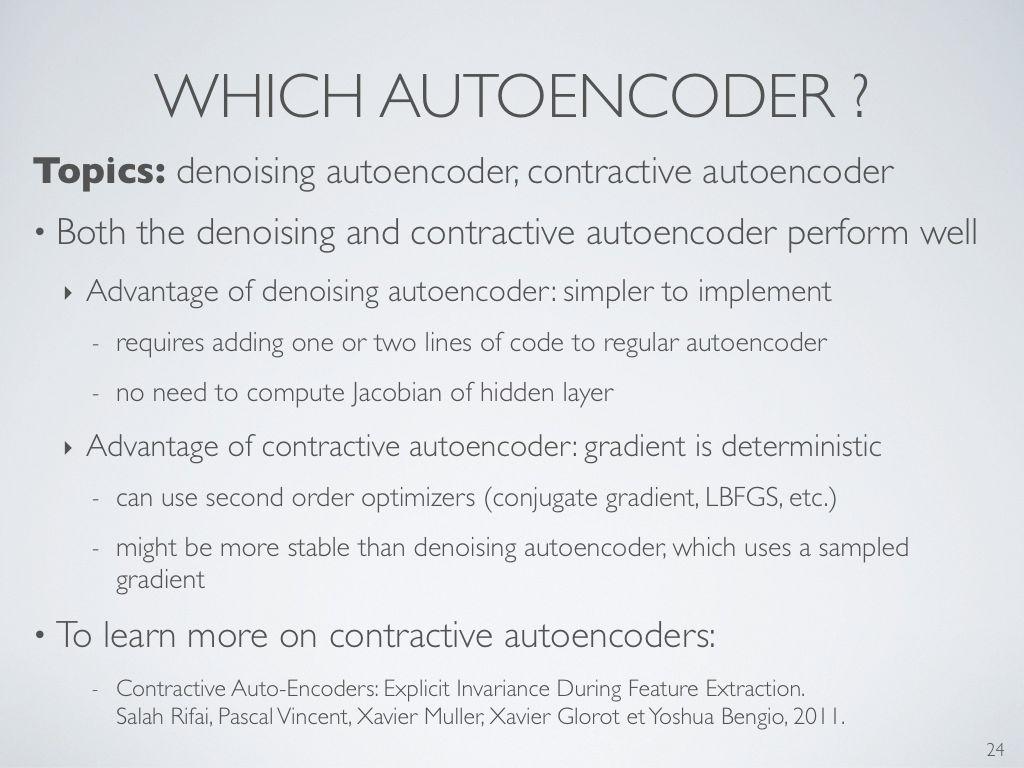 WHICH AUTOENCODER ?
Topics: denoising autoencoder, contractive autoencoder
• Both the denoising and contractive autoencoder perform well
‣ Advantage of denoising autoencoder: simpler to implement
- requires adding one or two lines of code to regular autoencoder
- no need to compute Jacobian of hidden layer
‣ Advantage of contractive autoencoder: gradient is deterministic
- can use second order optimizers (conjugate gradient, LBFGS, etc.)
- might be more stable than denoising autoencoder, which uses a sampled
gradient
• To learn more on contractive autoencoders:
- Contractive Auto-Encoders: Explicit Invariance During Feature Extraction.
Salah Rifai, Pascal Vincent, Xavier Muller, Xavier Glorot et Yoshua Bengio, 2011.
24